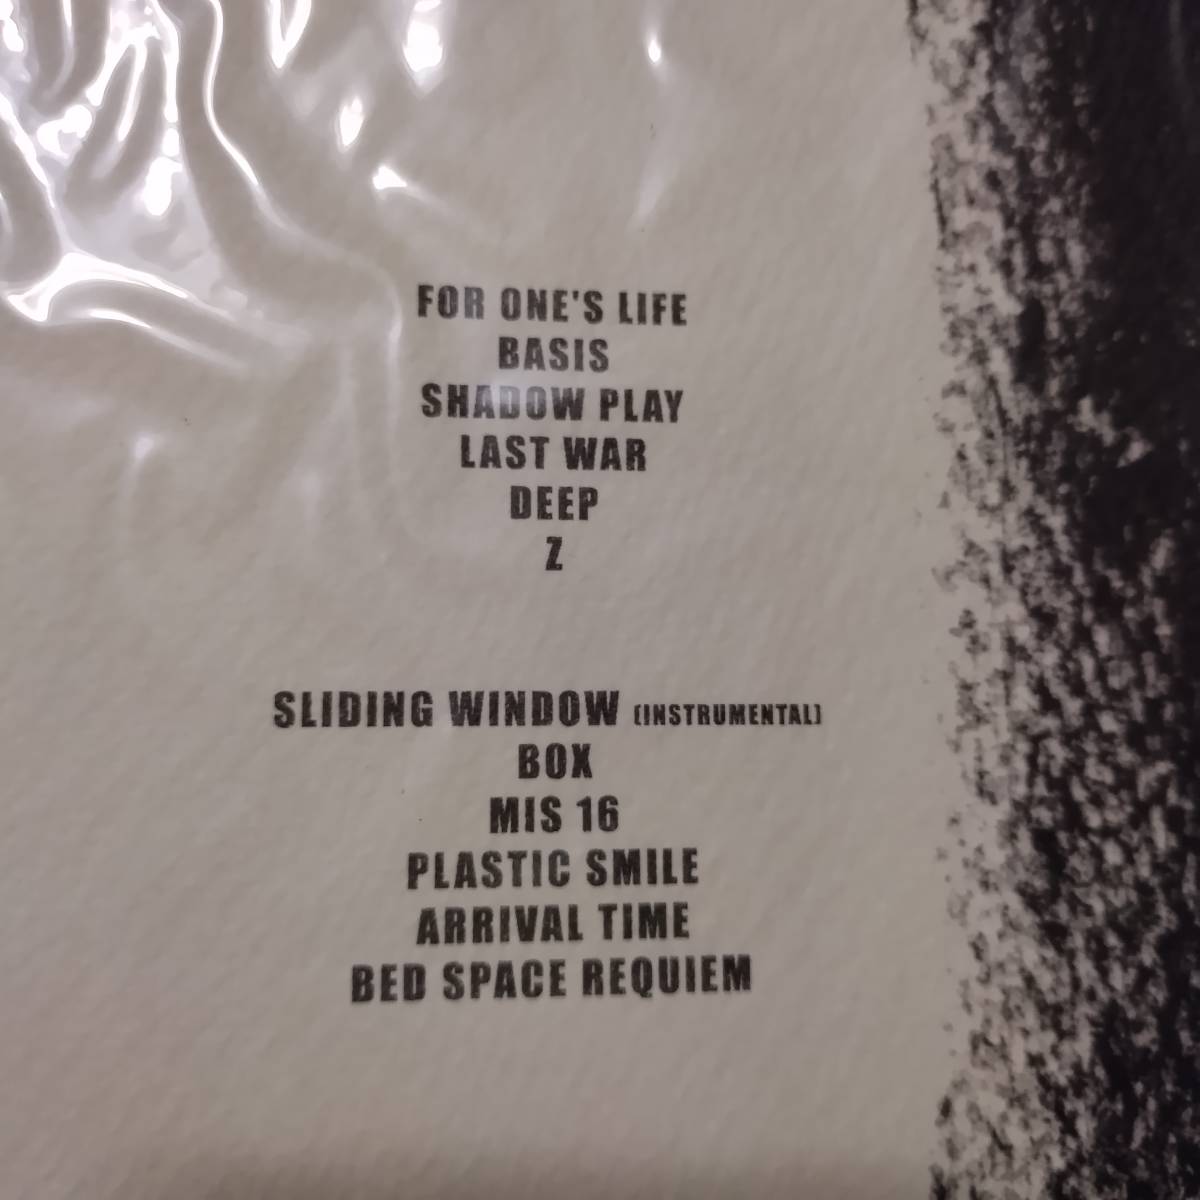 FOR ONE'S LIFE
BASIS
SHADOW PLAY
LAST WAR
DEEP
Z
SLIDING WINDOW [INSTRUMENTAL]
BOX
MIS 16
PLASTIC SMILE
ARRIVAL TIME
BED SPACE REQUIEM